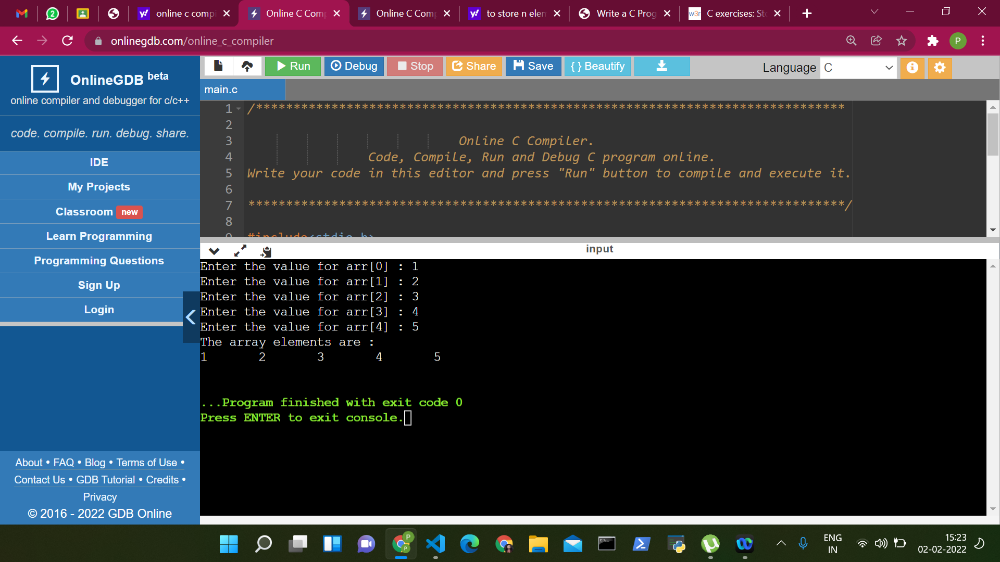 online c compi
Online C Com
Online C Com
to store n elem
Write a C Prog
w3r C exercises: Sto
onlinegdb.com/online_c_compiler
P
OnlineGDB beta
online compiler and debugger for c/c++
code. compile. run. debug. share.
IDE
My Projects
Classroom new
Learn Programming
Programming Questions
Sign Up
Login
About • FAQ • Blog • Terms of Use •
Contact Us • GDB Tutorial • Credits •
Privacy
© 2016 - 2022 GDB Online
Run Debug Stop Share Save { } Beautify
Language C
main.c
1 /******************************************************************************
2
3 Online C Compiler.
4 Code, Compile, Run and Debug C program online.
5 Write your code in this editor and press "Run" button to compile and execute it.
6
7 *******************************************************************************/
8
9 #include<stdio.h>
input
Enter the value for arr[0] : 1
Enter the value for arr[1] : 2
Enter the value for arr[2] : 3
Enter the value for arr[3] : 4
Enter the value for arr[4] : 5
The array elements are :
1 2 3 4 5
...Program finished with exit code 0
Press ENTER to exit console.
ENG
IN
15:23
02-02-2022